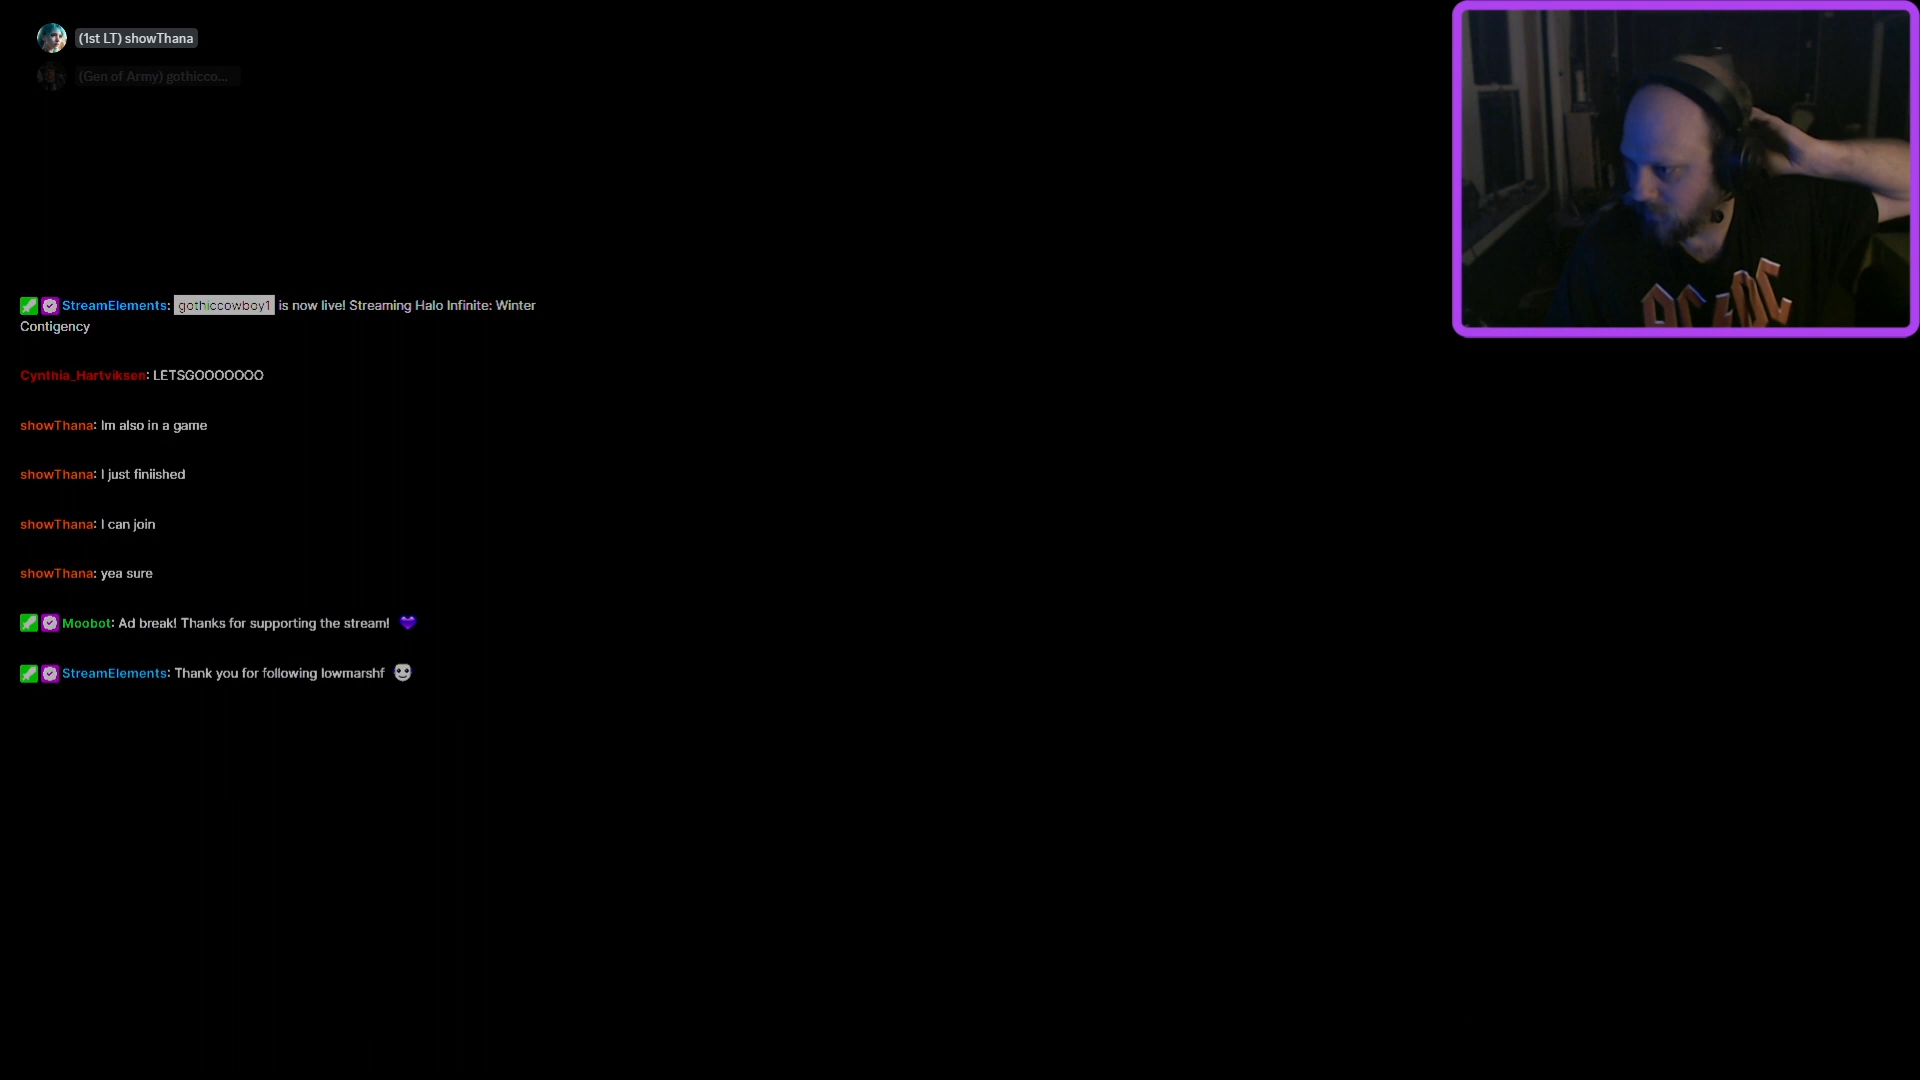 (1st LT) showThana
(Gen of Army) gothicco...
StreamElements: gothiccowboy1 is now live! Streaming Halo Infinite: Winter
Contigency
Cynthia_Hartviksen: LETSGOOOOOOO
showThana: Im also in a game
showThana: I just finiished
showThana: I can join
showThana: yea sure
Moobot: Ad break! Thanks for supporting the stream!
StreamElements: Thank you for following lowmarshf
AC DC